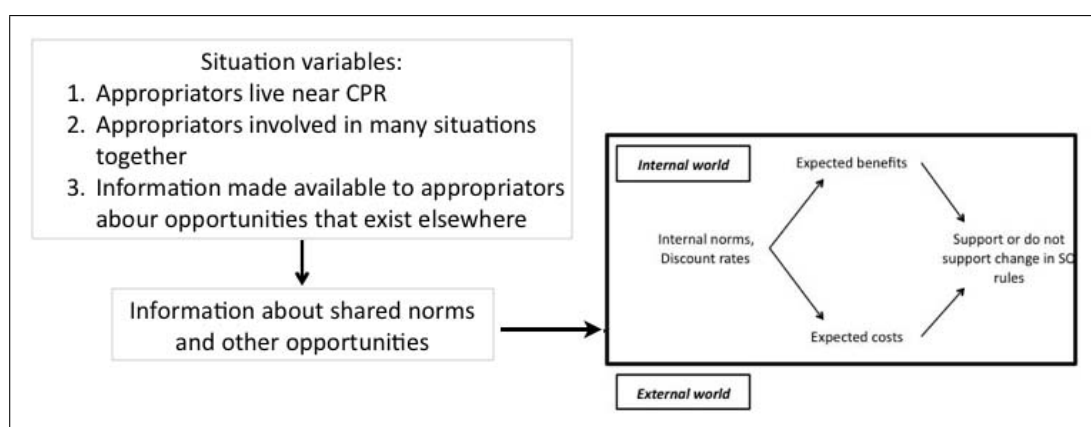 Situation variables:
1. Appropriators live near CPR
2. Appropriators involved in many situations
together
3. Information made available to appropriators
abour opportunities that exist elsewhere
Information about shared norms
and other opportunities
Internal world
Expected benefits
Internal norms,
Discount rates
Support or do not
support change in SQ
rules
Expected costs
External world